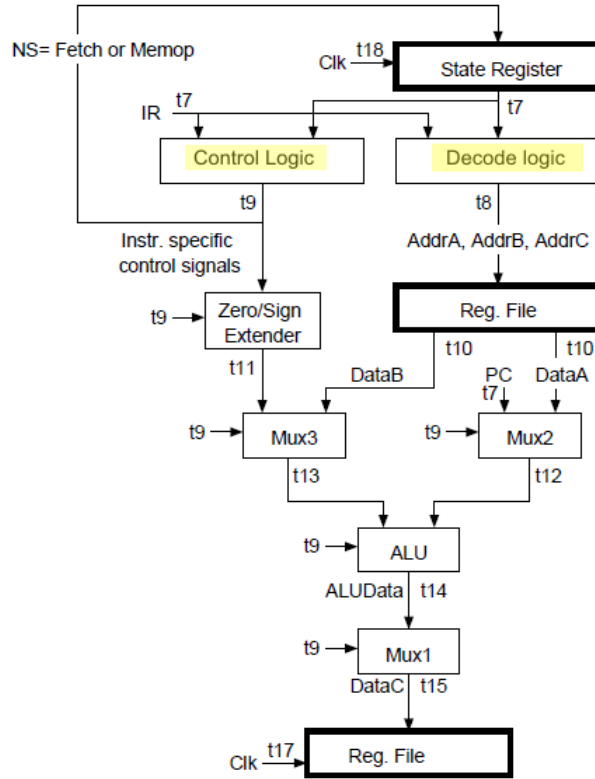 NS= Fetch or Memop
Clk
t18
State Register
IR
t7
t7
Control Logic
Decode logic
t9
t8
Instr. specific
control signals
AddrA, AddrB, AddrC
t9
Zero/Sign
Extender
Reg. File
t11
t10
t10
DataB
PC
DataA
t7
t9
Mux3
t9
Mux2
t13
t12
t9
ALU
ALUData
t14
t9
Mux1
DataC
t15
Clk
t17
Reg. File